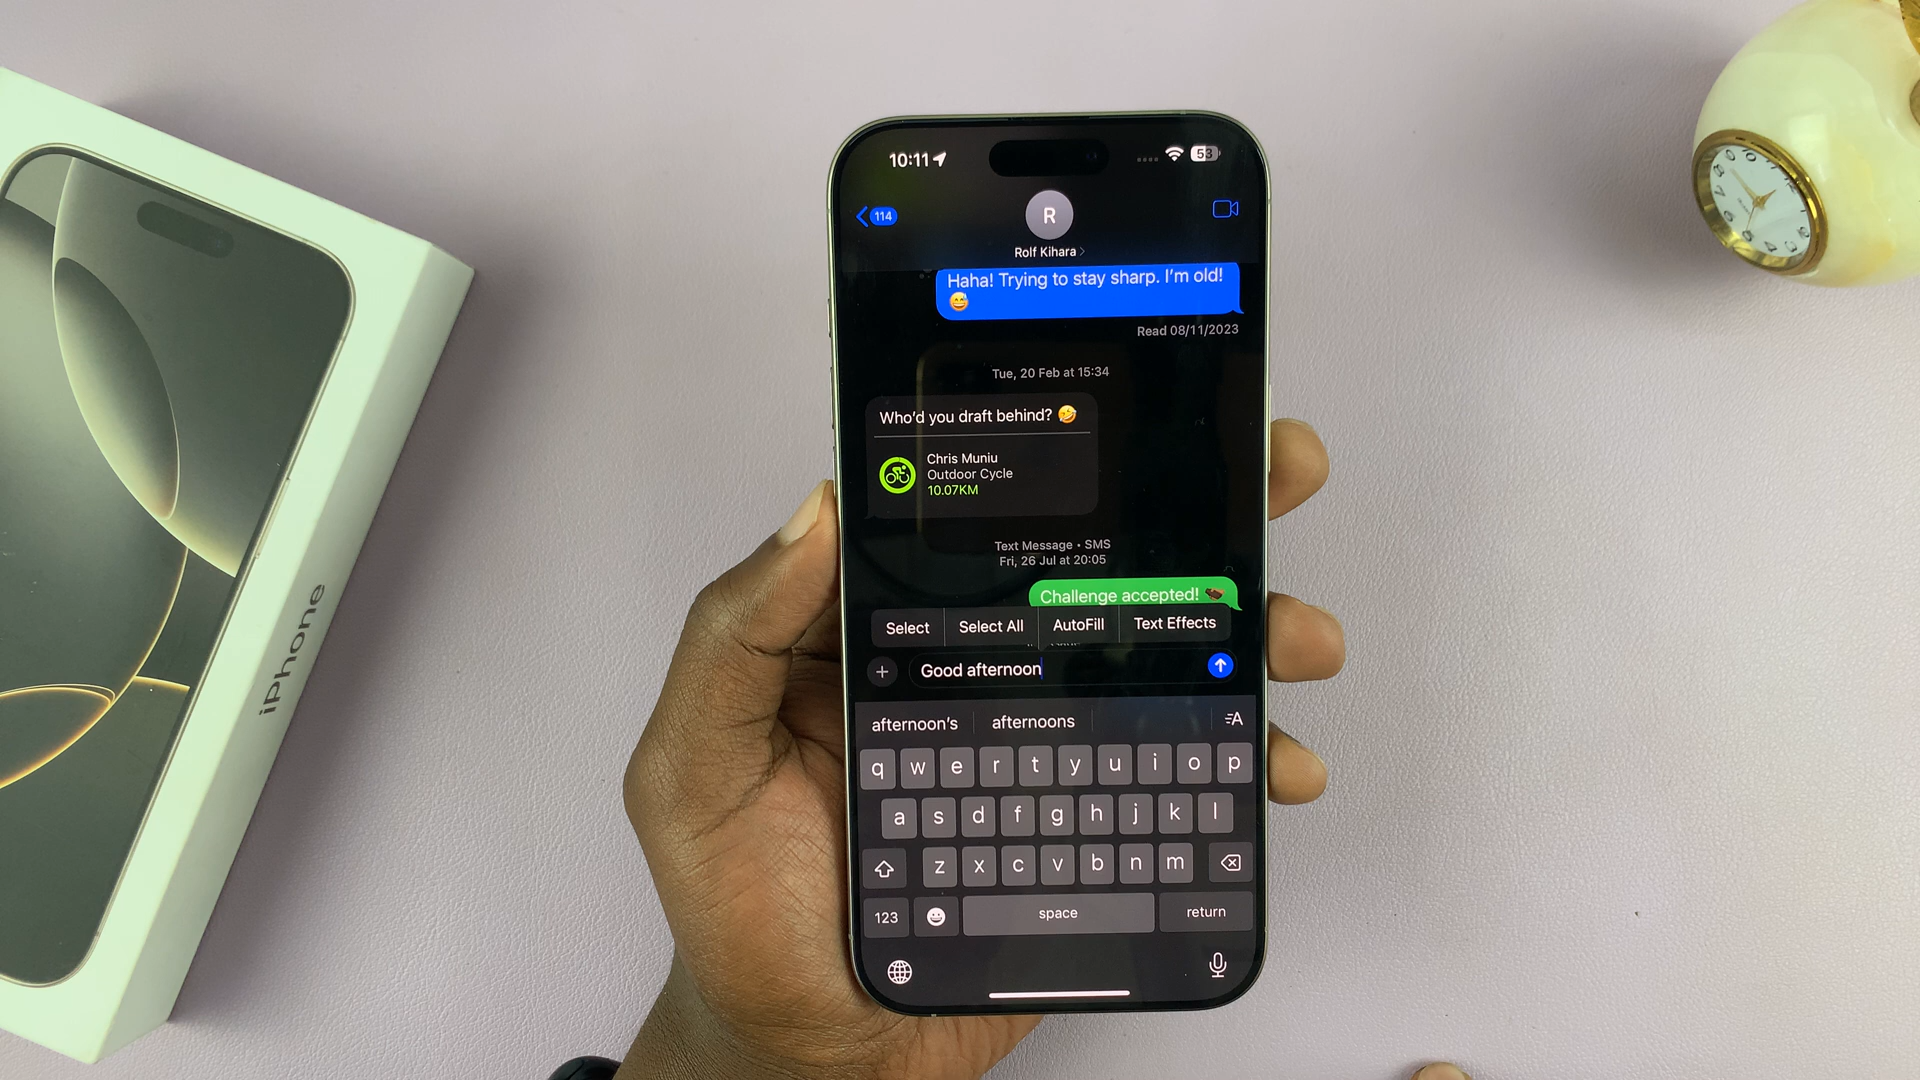 iPhone
10:11
53
114
R
Rolf Kihara
Haha! Trying to stay sharp. I'm old!
😅
Read 08/11/2023
Tue, 20 Feb at 15:34
Who'd you draft behind? 🤣
Chris Muniu
Outdoor Cycle
10.07KM
Text Message • SMS
Fri, 26 Jul at 20:05
Challenge accepted!
Select Select All AutoFill Text Effects
Good afternoon
afternoon's afternoons
q w e r t y u i o p
a s d f g h j k l
z x c v b n m
123 space return